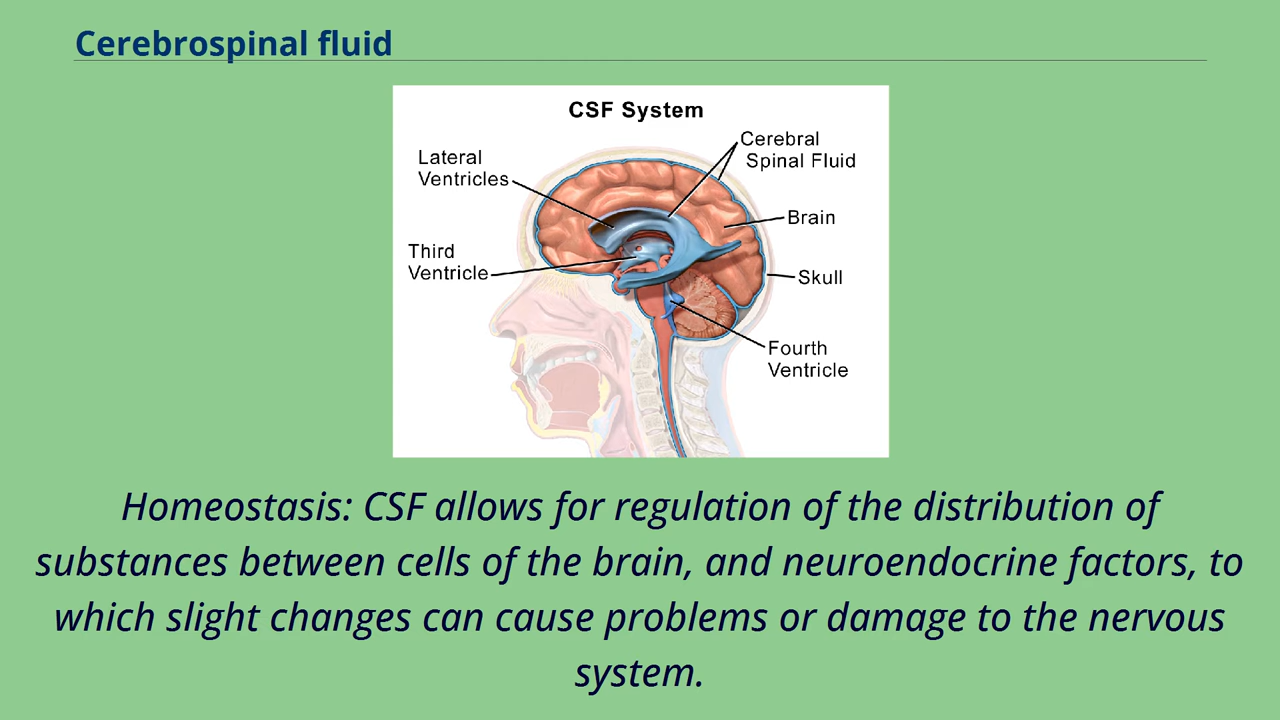 Cerebrospinal fluid
CSF System
Cerebral
Spinal Fluid
Lateral
Ventricles
Brain
Third
Ventricle
Skull
Fourth
Ventricle
Homeostasis: CSF allows for regulation of the distribution of
substances between cells of the brain, and neuroendocrine factors, to
which slight changes can cause problems or damage to the nervous
system.